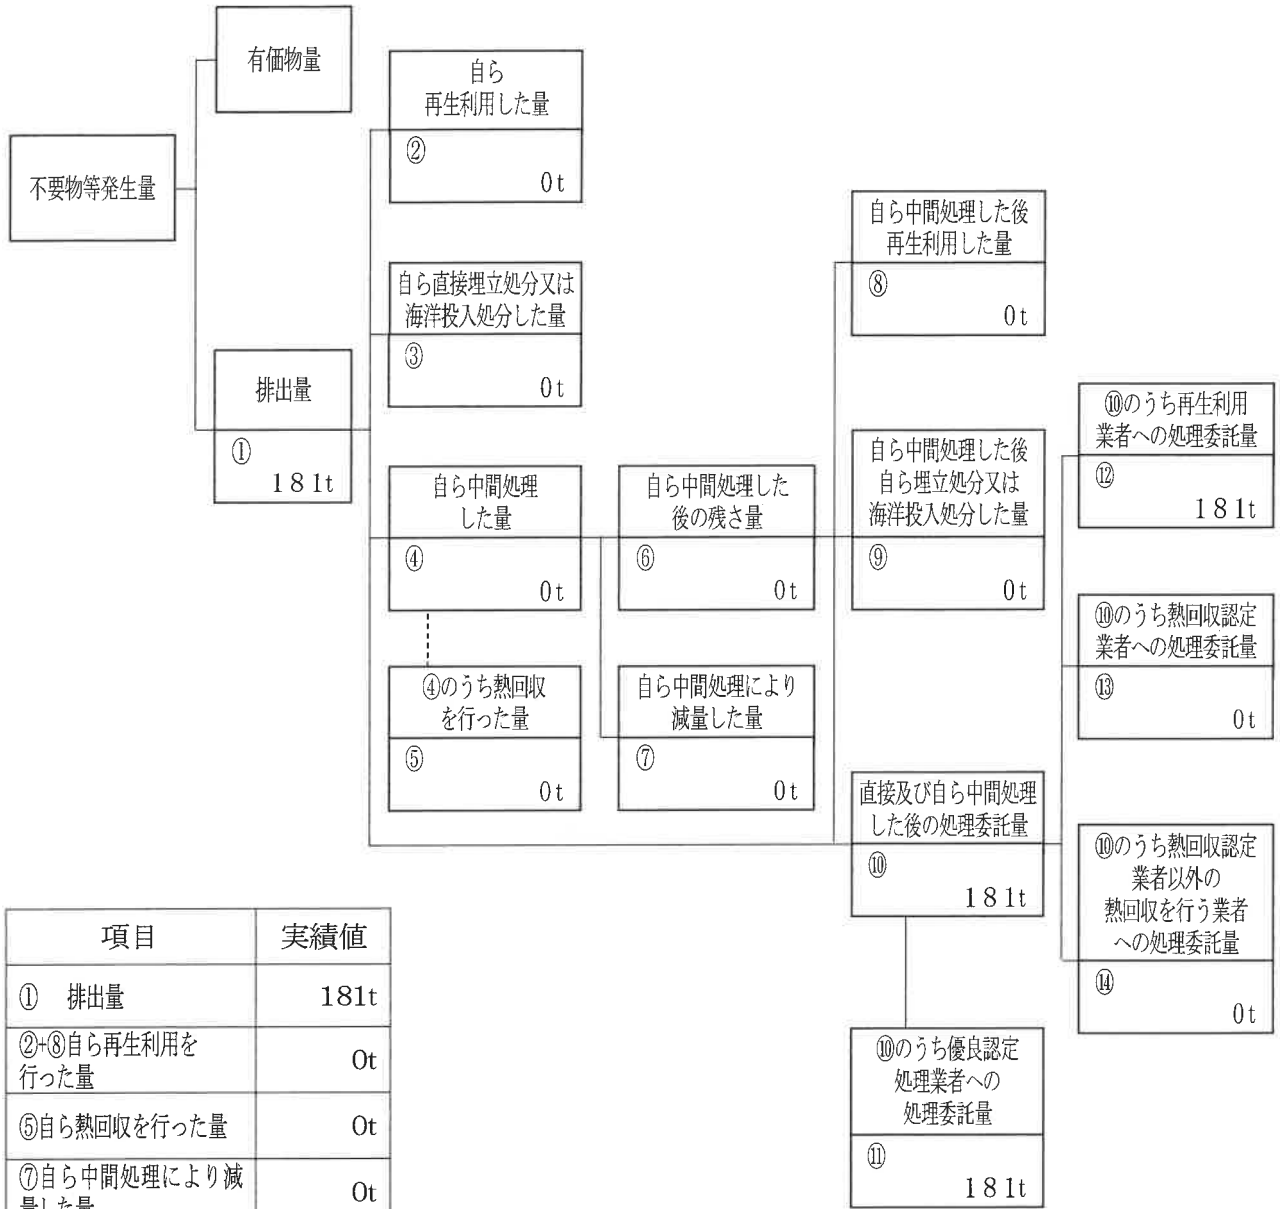 有価物量
不要物等発生量
排出量
①
181t
自ら
再生利用した量
②
0t
自ら直接埋立処分又は
海洋投入処分した量
③
0t
自ら中間処理
した量
④
0t
④のうち熱回収
を行った量
⑤
0t
自ら中間処理した
後の残さ量
⑥
0t
自ら中間処理により
減量した量
⑦
0t
自ら中間処理した後
再生利用した量
⑧
0t
自ら中間処理した後
自ら埋立処分又は
海洋投入処分した量
⑨
0t
直接及び自ら中間処理
した後の処理委託量
⑩
181t
⑩のうち優良認定
処理業者への
処理委託量
⑪
181t
⑩のうち再生利用
業者への処理委託量
⑫
181t
⑩のうち熱回収認定
業者への処理委託量
⑬
0t
⑩のうち熱回収認定
業者以外の
熱回収を行う業者
への処理委託量
⑭
0t
項目 実績値
① 排出量 181t
②+⑧自ら再生利用を
行った量 0t
⑤自ら熱回収を行った量 0t
⑦自ら中間処理により減
量した量 0t